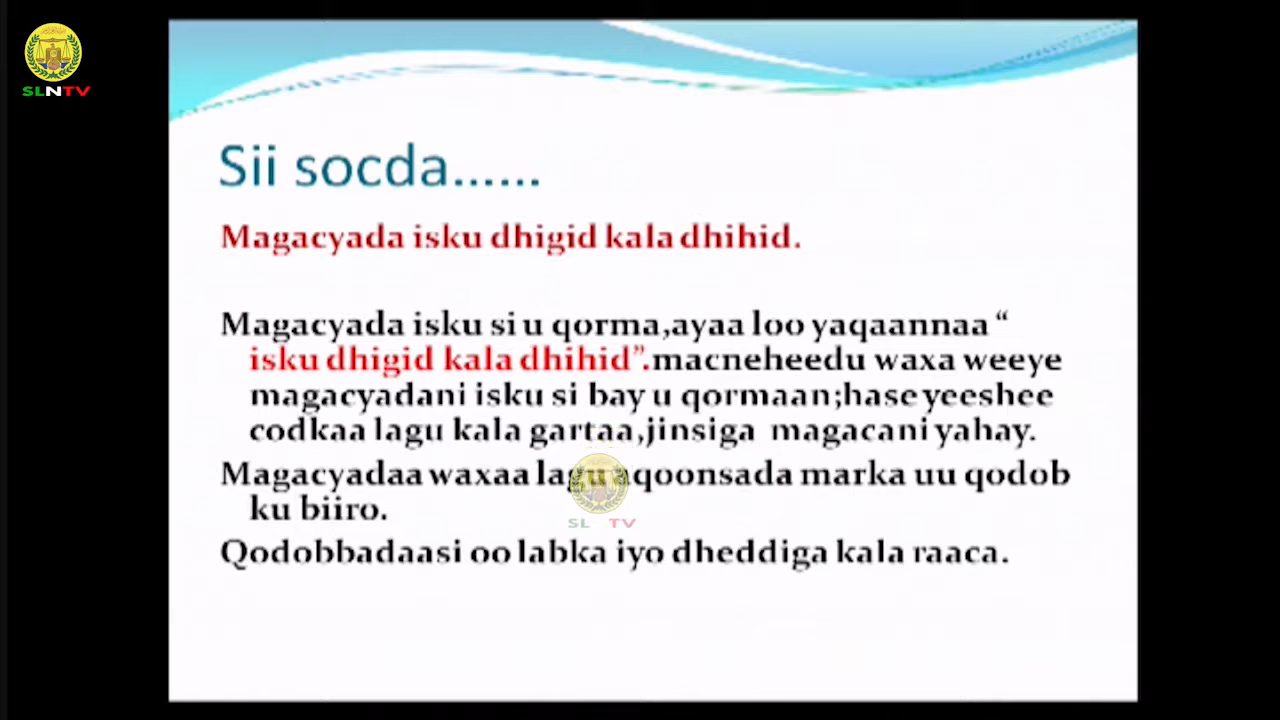 SLNTV
Sii socda......
Magacyada isku dhigid kala dhihid.
Magacyada isku si u qorma,ayaa loo yaqaannaa “
isku dhigid kala dhihid”.macneheedu waxa weeye
magacyadani isku si bay u qormaan;hase yeeshee
codkaa lagu kala gartaa,jinsiga magacani yahay.
Magacyadaa waxaa lagu aqoonsada marka uu qodob
ku biiro.
SL TV
Qodobbadaasi oo labka iyo dheddiga kala raaca.